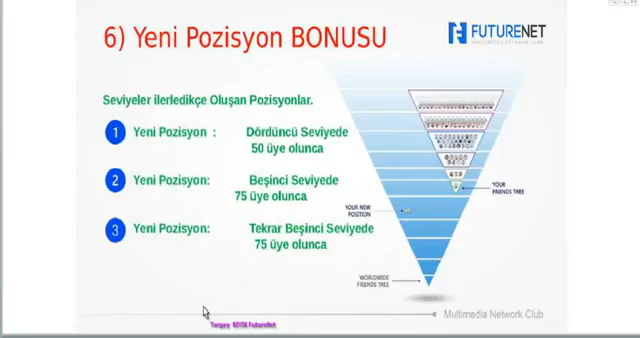 6) Yeni Pozisyon BONUSU
FUTURENET
Seviyeler ilerledikçe Oluşan Pozisyonlar.
1 Yeni Pozisyon : Dördüncü Seviyede
50 üye olunca
2 Yeni Pozisyon: Beşinci Seviyede
75 üye olunca
3 Yeni Pozisyon: Tekrar Beşinci Seviyede
75 üye olunca
YOUR
FRIENDS TREE
YOUR NEW
POSITION
WORLDWIDE
FRIENDS TREE
Multimedia Network Club
FutureNet